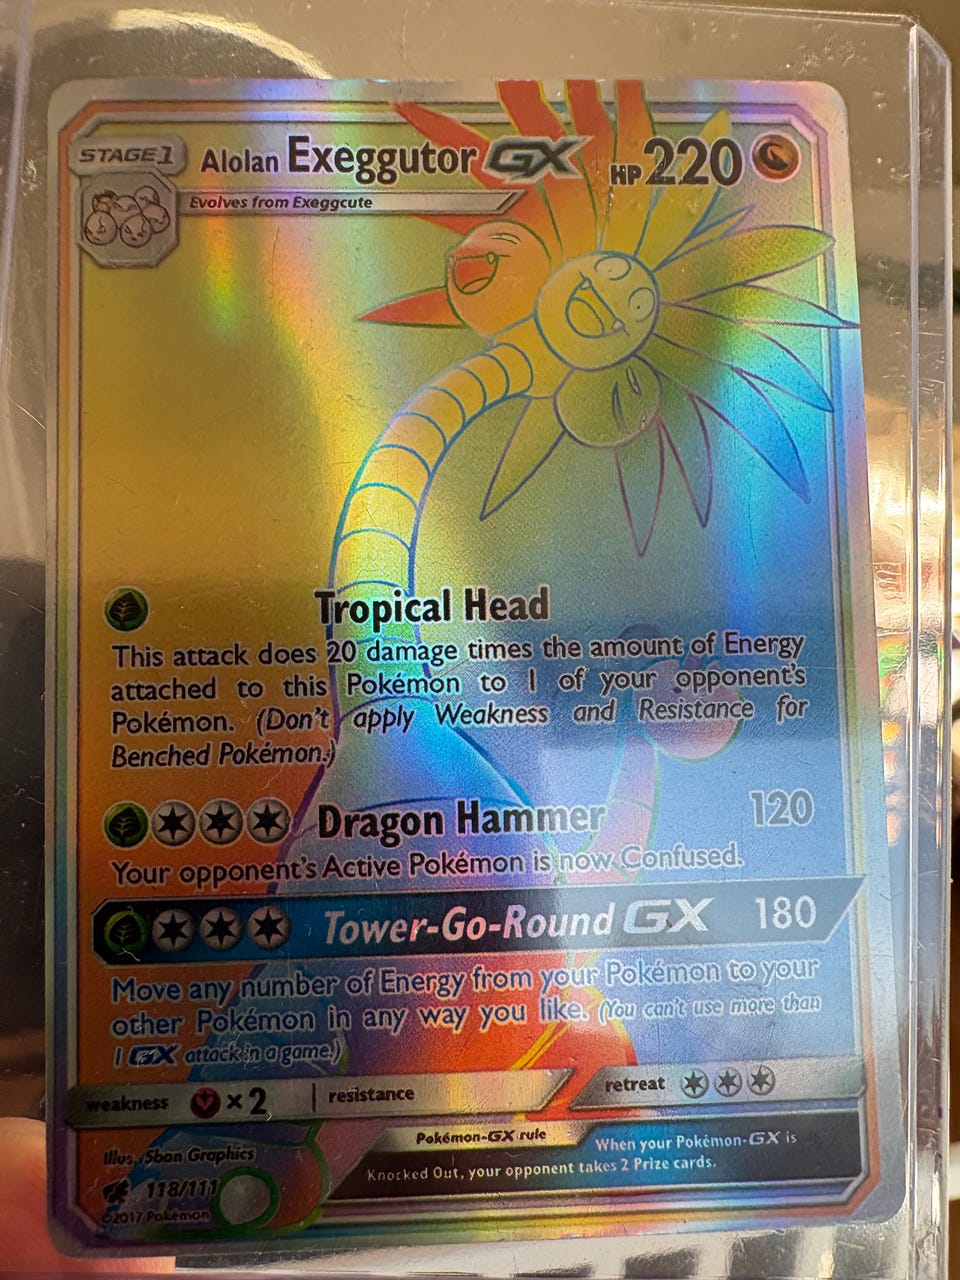 STAGE1
Alolan Exeggutor GX HP 220
Evolves from Exeggcute
Tropical Head
This attack does 20 damage times the amount of Energy
attached to this Pokémon to 1 of your opponent's
Pokémon. (Don't apply Weakness and Resistance for
Benched Pokémon.)
Dragon Hammer 120
Your opponent's Active Pokémon is now Confused.
Tower-Go-Round GX 180
Move any number of Energy from your Pokémon to your
other Pokémon in any way you like. (You can't use more than
1 GX attack in a game.)
weakness ×2 resistance retreat
Pokémon-GX rule When your Pokémon-GX is
Knocked Out, your opponent takes 2 Prize cards.
Illus. 5ban Graphics
118/111
©2017 Pokémon